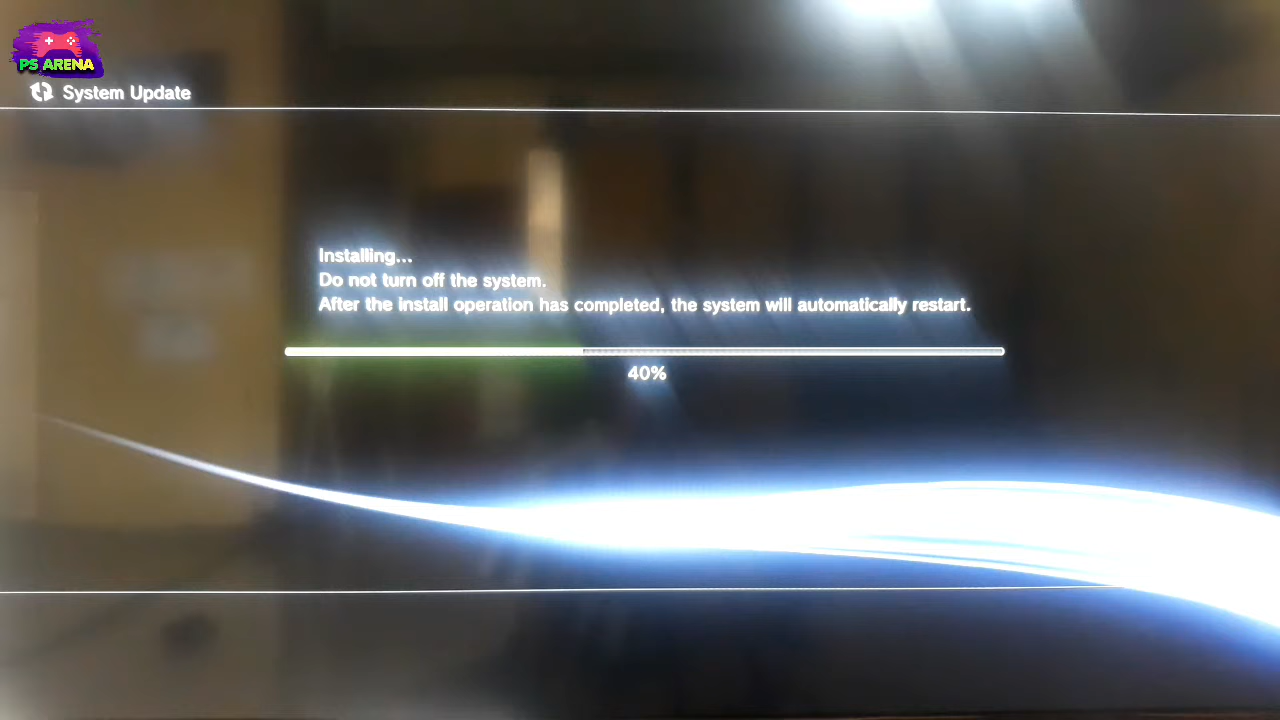 PS ARENA
System Update
Installing...
Do not turn off the system.
After the install operation has completed, the system will automatically restart.
40%